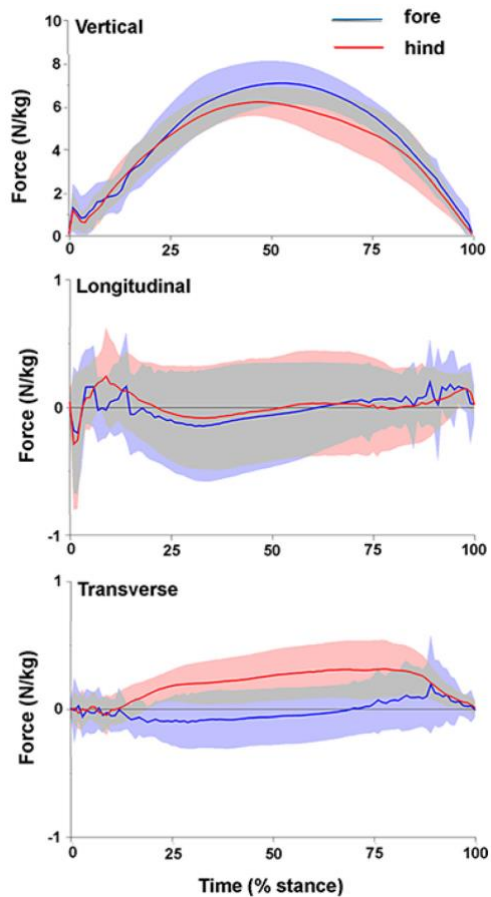 Vertical
fore
hind
Force (N/kg)
10
8
6
4
2
0
0 25 50 75 100
Longitudinal
Force (N/kg)
1
0
-1
0 25 50 75 100
Transverse
Force (N/kg)
1
0
-1
0 25 50 75 100
Time (% stance)